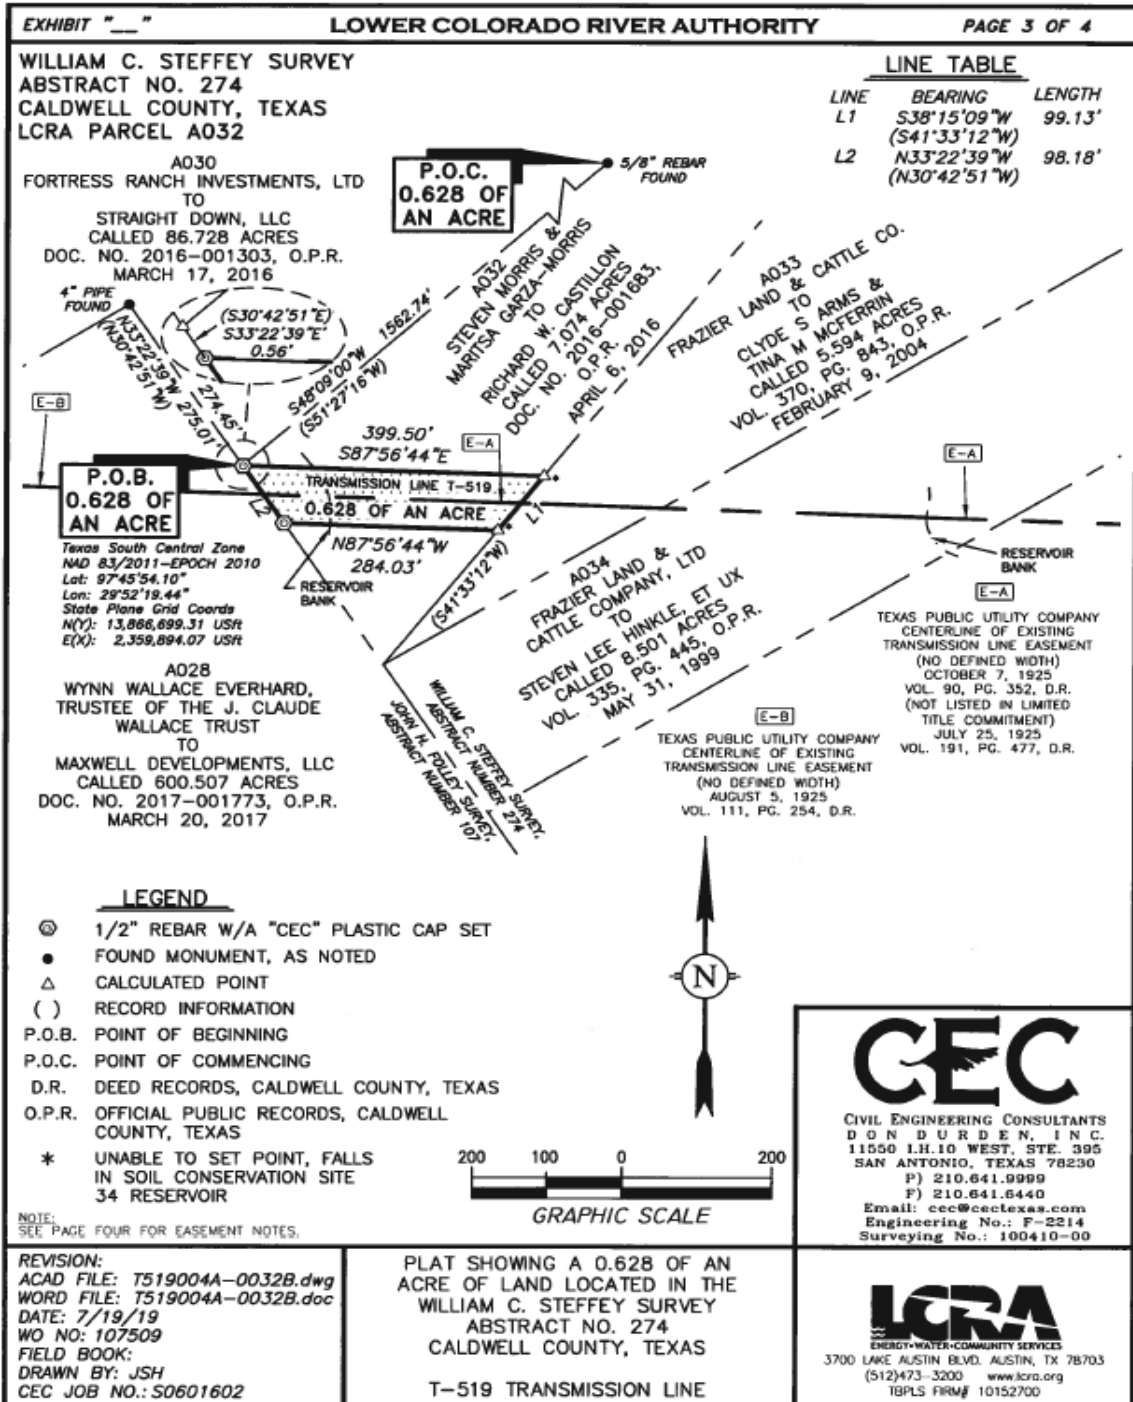 EXHIBIT "__"
LOWER COLORADO RIVER AUTHORITY
PAGE 3 OF 4
WILLIAM C. STEFFEY SURVEY
ABSTRACT NO. 274
CALDWELL COUNTY, TEXAS
LCRA PARCEL A032
LINE TABLE
LINE BEARING LENGTH
L1 S38°15'09"W 99.13'
(S41°33'12"W)
L2 N33°22'39"W 98.18'
(N30°42'51"W)
A030
FORTRESS RANCH INVESTMENTS, LTD
TO
STRAIGHT DOWN, LLC
CALLED 86.728 ACRES
DOC. NO. 2016-001303, O.P.R.
MARCH 17, 2016
P.O.C.
0.628 OF
AN ACRE
5/8" REBAR
FOUND
4" PIPE
FOUND
(S30°42'51"E)
S33°22'39"E
0.56'
N33°22'39"W 275.01'
(N30°42'51"W)
274.45'
S48°09'00"W 1562.74'
(S51°27'16"W)
A032
STEVEN MORRIS &
MARITSA GARZA-MORRIS
TO
RICHARD W. CASTILLON
CALLED 7.074 ACRES
DOC. NO. 2016-001683,
O.P.R.
APRIL 6, 2016
A033
FRAZIER LAND & CATTLE CO.
TO
CLYDE S ARMS &
TINA M MCFERRIN
CALLED 5.594 ACRES
VOL. 370, PG. 843, O.P.R.
FEBRUARY 9, 2004
E-B
399.50'
S87°56'44"E
E-A
E-A
P.O.B.
0.628 OF
AN ACRE
TRANSMISSION LINE T-519
0.628 OF AN ACRE
L2
L1
N87°56'44"W
284.03'
(S41°33'12"W)
RESERVOIR
BANK
RESERVOIR
BANK
Texas South Central Zone
NAD 83/2011-EPOCH 2010
Lat: 97°45'54.10"
Lon: 29°52'19.44"
State Plane Grid Coords
N(Y): 13,866,699.31 USft
E(X): 2,359,894.07 USft
A034
FRAZIER LAND &
CATTLE COMPANY, LTD
TO
STEVEN LEE HINKLE, ET UX
CALLED 8.501 ACRES
VOL. 335, PG. 445, O.P.R.
MAY 31, 1999
E-A
TEXAS PUBLIC UTILITY COMPANY
CENTERLINE OF EXISTING
TRANSMISSION LINE EASEMENT
(NO DEFINED WIDTH)
OCTOBER 7, 1925
VOL. 90, PG. 352, D.R.
(NOT LISTED IN LIMITED
TITLE COMMITMENT)
JULY 25, 1925
VOL. 191, PG. 477, D.R.
A028
WYNN WALLACE EVERHARD,
TRUSTEE OF THE J. CLAUDE
WALLACE TRUST
TO
MAXWELL DEVELOPMENTS, LLC
CALLED 600.507 ACRES
DOC. NO. 2017-001773, O.P.R.
MARCH 20, 2017
WILLIAM C. STEFFEY SURVEY,
ABSTRACT NUMBER 274
JOHN H. FOLLEY SURVEY,
ABSTRACT NUMBER 107
E-B
TEXAS PUBLIC UTILITY COMPANY
CENTERLINE OF EXISTING
TRANSMISSION LINE EASEMENT
(NO DEFINED WIDTH)
AUGUST 5, 1925
VOL. 111, PG. 254, D.R.
LEGEND
1/2" REBAR W/A "CEC" PLASTIC CAP SET
FOUND MONUMENT, AS NOTED
CALCULATED POINT
( ) RECORD INFORMATION
P.O.B. POINT OF BEGINNING
P.O.C. POINT OF COMMENCING
D.R. DEED RECORDS, CALDWELL COUNTY, TEXAS
O.P.R. OFFICIAL PUBLIC RECORDS, CALDWELL
COUNTY, TEXAS
* UNABLE TO SET POINT, FALLS
IN SOIL CONSERVATION SITE
34 RESERVOIR
NOTE:
SEE PAGE FOUR FOR EASEMENT NOTES.
N
200 100 0 200
GRAPHIC SCALE
CEC
CIVIL ENGINEERING CONSULTANTS
DON DURDEN, INC.
11550 I.H.10 WEST, STE. 395
SAN ANTONIO, TEXAS 78230
P) 210.641.9999
F) 210.641.6440
Email: cec@cectexas.com
Engineering No.: F-2214
Surveying No.: 100410-00
REVISION:
ACAD FILE: T519004A-0032B.dwg
WORD FILE: T519004A-0032B.doc
DATE: 7/19/19
WO NO: 107509
FIELD BOOK:
DRAWN BY: JSH
CEC JOB NO.: S0601602
PLAT SHOWING A 0.628 OF AN
ACRE OF LAND LOCATED IN THE
WILLIAM C. STEFFEY SURVEY
ABSTRACT NO. 274
CALDWELL COUNTY, TEXAS
T-519 TRANSMISSION LINE
LCRA
ENERGY•WATER•COMMUNITY SERVICES
3700 LAKE AUSTIN BLVD. AUSTIN, TX 78703
(512)473-3200 www.lcra.org
TBPLS FIRM# 10152700